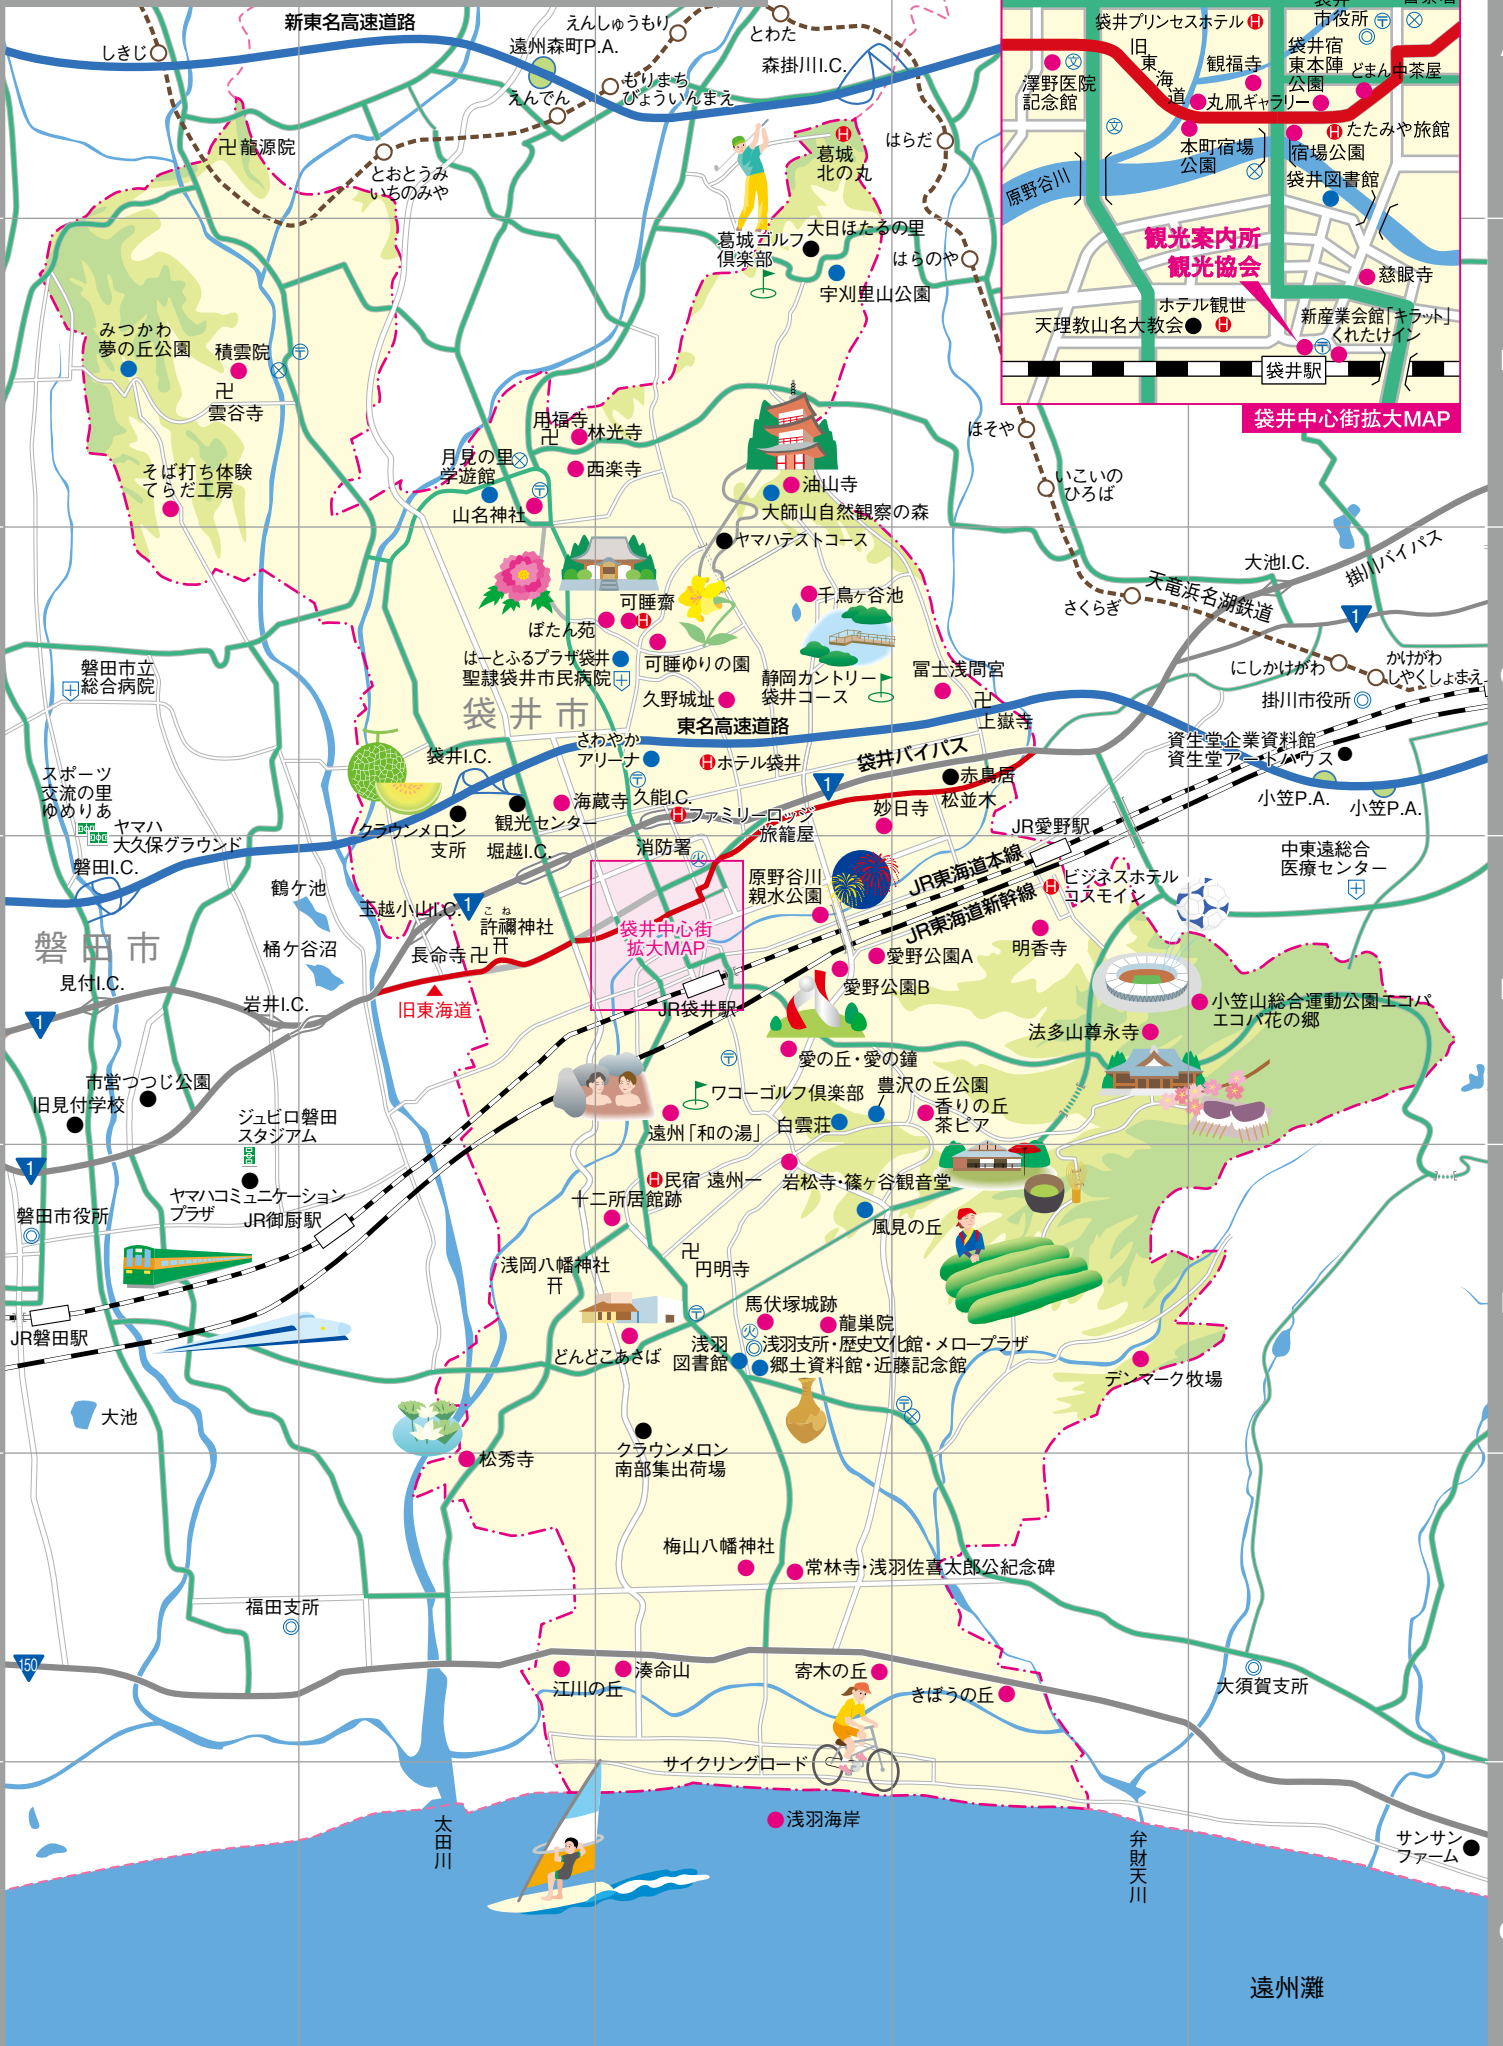 新東名高速道路
えんしゅうもり
とわた
しきじ
遠州森町P.A.
森掛川I.C.
もりまち
びょういんまえ
えんでん
卍龍源院
とおとうみ
いちのみや
はらだ
葛城
北の丸
大日ほたるの里
葛城ゴルフ
倶楽部
はらのや
宇刈里山公園
袋井プリンセスホテル
市役所
旧東海道
袋井宿
東本陣
公園
観福寺
どまん中茶屋
澤野医院
記念館
丸凧ギャラリー
たたみや旅館
本町宿場
公園
宿場公園
原野谷川
袋井図書館
観光案内所
観光協会
慈眼寺
ホテル観世
新産業会館「キラット」
天理教山名大教会
くれたけイン
袋井駅
袋井中心街拡大MAP
みつかわ
夢の丘公園
積雲院
卍
雲谷寺
用福寺
卍
林光寺
月見の里
学遊館
西楽寺
そば打ち体験
てらだ工房
山名神社
油山寺
大師山自然観察の森
ヤマハテストコース
ほそや
いこいの
ひろば
大池I.C.
掛川バイパス
天竜浜名湖鉄道
さくらぎ
1
可睡齋
千鳥ヶ谷池
ぼたん苑
はーとふるプラザ袋井
可睡ゆりの園
聖隷袋井市民病院
静岡カントリー
袋井コース
冨士浅間宮
卍
上嶽寺
にしかけがわ
かけがわ
しやくしょまえ
掛川市役所
磐田市立
総合病院
久野城址
袋井市
東名高速道路
さわやか
アリーナ
袋井I.C.
ホテル袋井
袋井バイパス
資生堂企業資料館
資生堂アートハウス
赤鳥居
松並木
小笠P.A.
小笠P.A.
スポーツ
交流の里
ゆめりあ
ヤマハ
大久保グラウンド
クラウンメロン
支所
観光センター
海蔵寺
久能I.C.
ファミリーロッジ
旅籠屋
1
妙日寺
JR愛野駅
堀越I.C.
消防署
磐田I.C.
鶴ケ池
原野谷川
親水公園
JR東海道本線
JR東海道新幹線
ビジネスホテル
コスモイン
中東遠総合
医療センター
玉越小山I.C.
1
こね
許禰神社
袋井中心街
拡大MAP
磐田市
桶ケ谷沼
長命寺卍
明香寺
愛野公園A
愛野公園B
見付I.C.
岩井I.C.
旧東海道
JR袋井駅
小笠山総合運動公園エコパ
エコパ花の郷
法多山尊永寺
1
愛の丘・愛の鐘
市営つつじ公園
旧見付学校
ワコーゴルフ倶楽部
豊沢の丘公園
香りの丘
茶ピア
ジュビロ磐田
スタジアム
遠州「和の湯」
白雲荘
1
民宿 遠州一
岩松寺・篠ヶ谷観音堂
ヤマハコミュニケーション
プラザ
十二所居館跡
磐田市役所
JR御厨駅
風見の丘
卍
円明寺
浅岡八幡神社
馬伏塚城跡
龍巣院
JR磐田駅
どんどこあさば
浅羽
図書館
浅羽支所・歴史文化館・メロープラザ
郷土資料館・近藤記念館
デンマーク牧場
大池
クラウンメロン
南部集出荷場
松秀寺
梅山八幡神社
常林寺・浅羽佐喜太郎公紀念碑
福田支所
150
湊命山
江川の丘
寄木の丘
きぼうの丘
大須賀支所
サイクリングロード
浅羽海岸
太田川
弁財天川
サンサン
ファーム
遠州灘